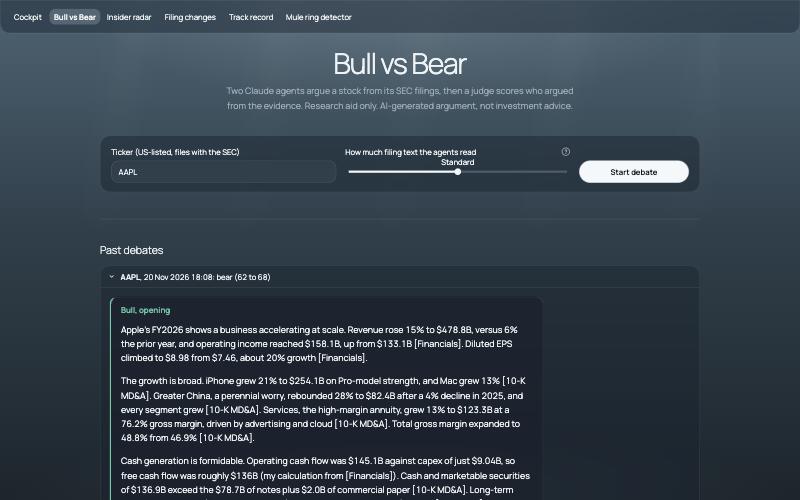 Cockpit Bull vs Bear Insider radar Filing changes Track record Mule ring detector
Bull vs Bear
Two Claude agents argue a stock from its SEC filings, then a judge scores who argued
from the evidence. Research aid only. AI-generated argument, not investment advice.
Ticker (US-listed, files with the SEC)
AAPL
How much filing text the agents read
?
Standard
Start debate
Past debates
AAPL, 20 Nov 2026 18:08: bear (62 to 68)
Bull, opening
Apple's FY2026 shows a business accelerating at scale. Revenue rose 15% to $478.8B, versus 6%
the prior year, and operating income reached $158.1B, up from $133.1B [Financials]. Diluted EPS
climbed to $8.98 from $7.46, about 20% growth [Financials].
The growth is broad. iPhone grew 21% to $254.1B on Pro-model strength, and Mac grew 13% [10-K
MD&A]. Greater China, a perennial worry, rebounded 28% to $82.4B after a 4% decline in 2025, and
every segment grew [10-K MD&A]. Services, the high-margin annuity, grew 13% to $123.3B at a
76.2% gross margin, driven by advertising and cloud [10-K MD&A]. Total gross margin expanded to
48.8% from 46.9% [10-K MD&A].
Cash generation is formidable. Operating cash flow was $145.1B against capex of just $9.04B, so
free cash flow was roughly $136B (my calculation from [Financials]). Cash and marketable securities
of $136.9B exceed the $78.7B of notes plus $2.0B of commercial paper [10-K MD&A]. Long-term